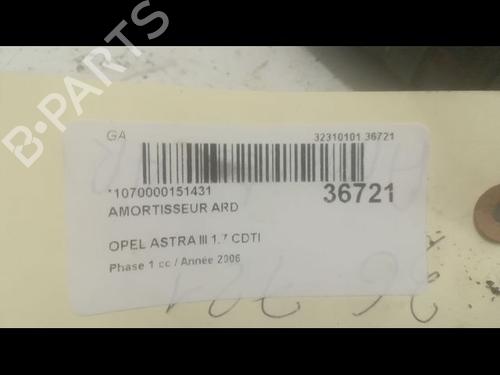 B-PARTS
GA
32310101 36721
*1070000151431
36721
AMORTISSEUR ARD
OPEL ASTRA III 1.7 CDTI
Phase 1 cc / Année 2006